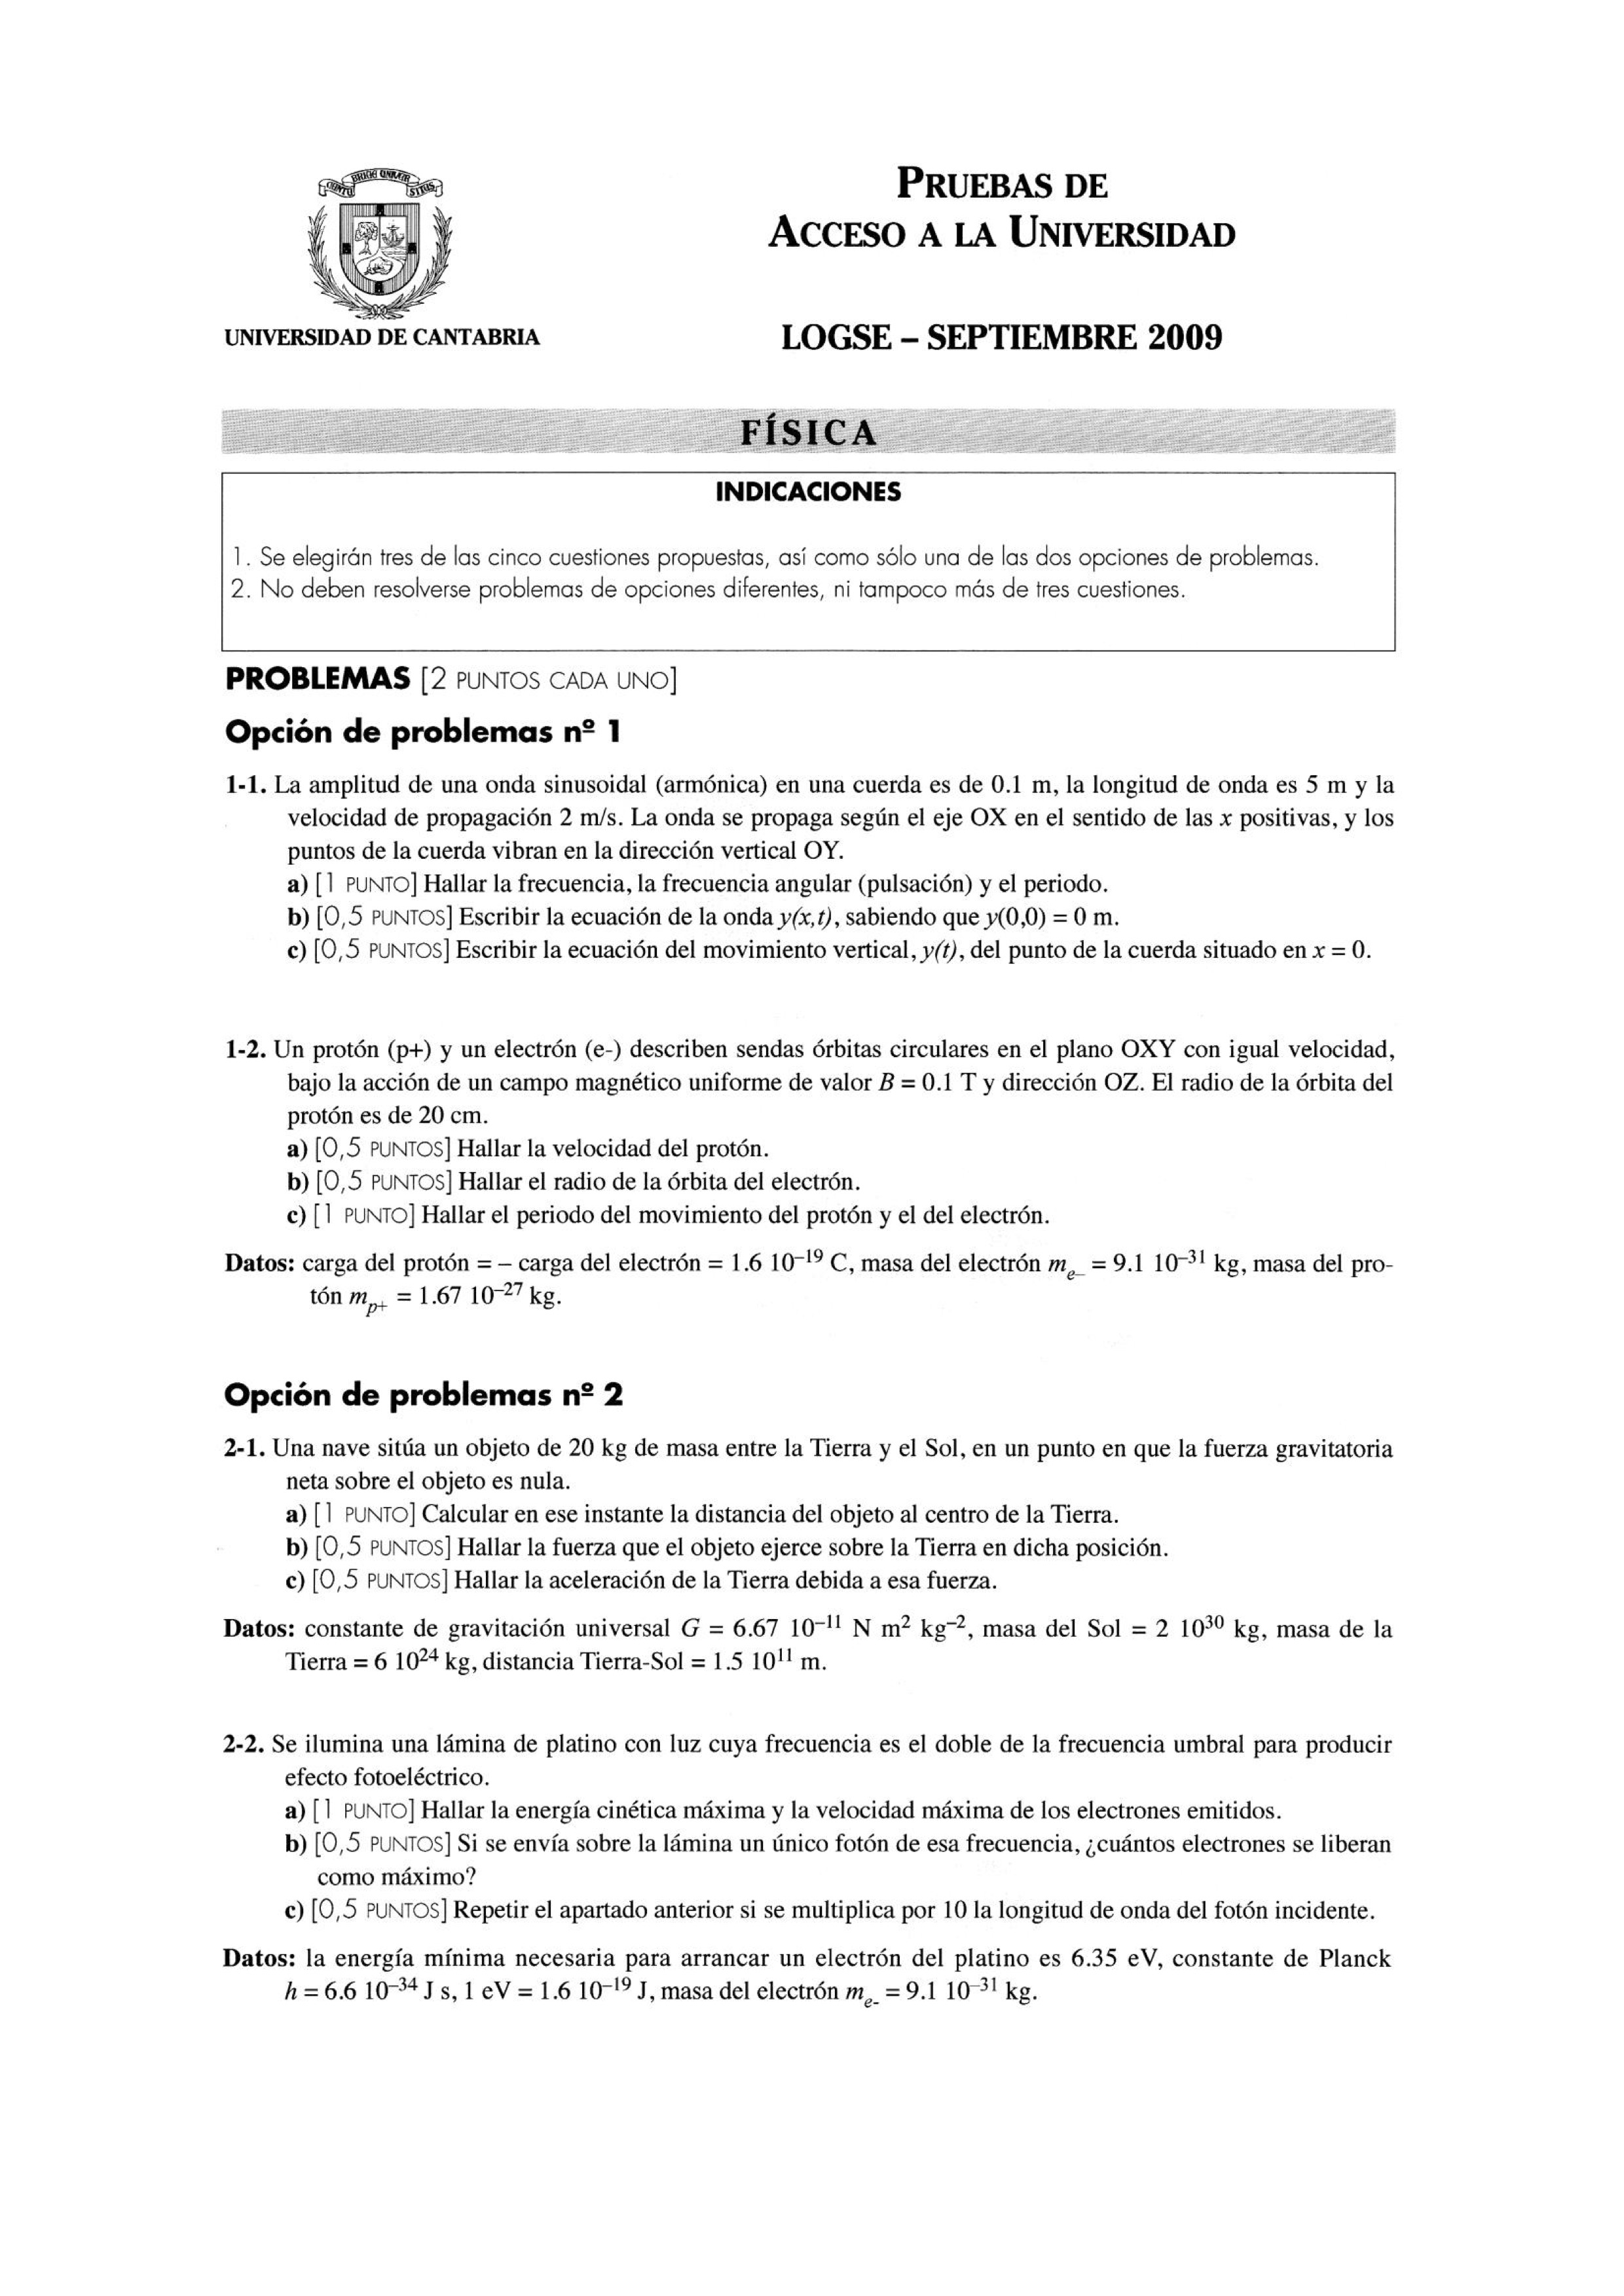 PRUEBAS DE
ACCESO A LA UNIVERSIDAD
UNIVERSIDAD DE CANTABRIA
LOGSE – SEPTIEMBRE 2009
FÍSICA
INDICACIONES
1. Se elegirán tres de las cinco cuestiones propuestas, así como sólo una de las dos opciones de problemas.
2. No deben resolverse problemas de opciones diferentes, ni tampoco más de tres cuestiones.
PROBLEMAS [2 PUNTOS CADA UNO]
Opción de problemas nº 1
1-1. La amplitud de una onda sinusoidal (armónica) en una cuerda es de 0.1 m, la longitud de onda es 5 m y la
velocidad de propagación 2 m/s. La onda se propaga según el eje OX en el sentido de las x positivas, y los
puntos de la cuerda vibran en la dirección vertical OY.
a) [1 PUNTO] Hallar la frecuencia, la frecuencia angular (pulsación) y el periodo.
b) [0,5 PUNTOS] Escribir la ecuación de la onda y(x,t), sabiendo que y(0,0) = 0 m.
c) [0,5 PUNTOS] Escribir la ecuación del movimiento vertical, y(t), del punto de la cuerda situado en x = 0.
1-2. Un protón (p+) y un electrón (e-) describen sendas órbitas circulares en el plano OXY con igual velocidad,
bajo la acción de un campo magnético uniforme de valor B = 0.1 T y dirección OZ. El radio de la órbita del
protón es de 20 cm.
a) [0,5 PUNTOS] Hallar la velocidad del protón.
b) [0,5 PUNTOS] Hallar el radio de la órbita del electrón.
c) [1 PUNTO] Hallar el periodo del movimiento del protón y el del electrón.
Datos: carga del protón = – carga del electrón = 1.6 10⁻¹⁹ C, masa del electrón mₑ₋ = 9.1 10⁻³¹ kg, masa del pro-
tón mₚ₊ = 1.67 10⁻²⁷ kg.
Opción de problemas nº 2
2-1. Una nave sitúa un objeto de 20 kg de masa entre la Tierra y el Sol, en un punto en que la fuerza gravitatoria
neta sobre el objeto es nula.
a) [1 PUNTO] Calcular en ese instante la distancia del objeto al centro de la Tierra.
b) [0,5 PUNTOS] Hallar la fuerza que el objeto ejerce sobre la Tierra en dicha posición.
c) [0,5 PUNTOS] Hallar la aceleración de la Tierra debida a esa fuerza.
Datos: constante de gravitación universal G = 6.67 10⁻¹¹ N m² kg⁻², masa del Sol = 2 10³⁰ kg, masa de la
Tierra = 6 10²⁴ kg, distancia Tierra-Sol = 1.5 10¹¹ m.
2-2. Se ilumina una lámina de platino con luz cuya frecuencia es el doble de la frecuencia umbral para producir
efecto fotoeléctrico.
a) [1 PUNTO] Hallar la energía cinética máxima y la velocidad máxima de los electrones emitidos.
b) [0,5 PUNTOS] Si se envía sobre la lámina un único fotón de esa frecuencia, ¿cuántos electrones se liberan
como máximo?
c) [0,5 PUNTOS] Repetir el apartado anterior si se multiplica por 10 la longitud de onda del fotón incidente.
Datos: la energía mínima necesaria para arrancar un electrón del platino es 6.35 eV, constante de Planck
h = 6.6 10⁻³⁴ J s, 1 eV = 1.6 10⁻¹⁹ J, masa del electrón mₑ₋ = 9.1 10⁻³¹ kg.